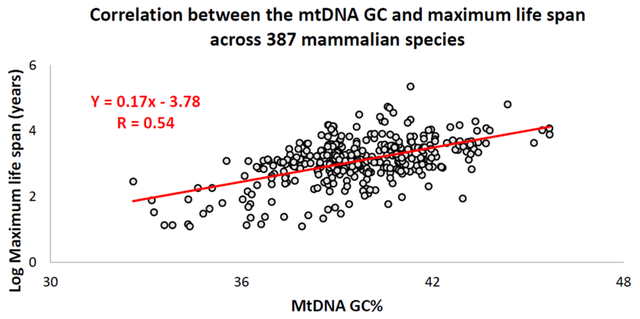 Correlation between the mtDNA GC and maximum life span
across 387 mammalian species
Log Maximum life span (years)
6
4
2
0
Y = 0.17x - 3.78
R = 0.54
30
36
42
48
MtDNA GC%